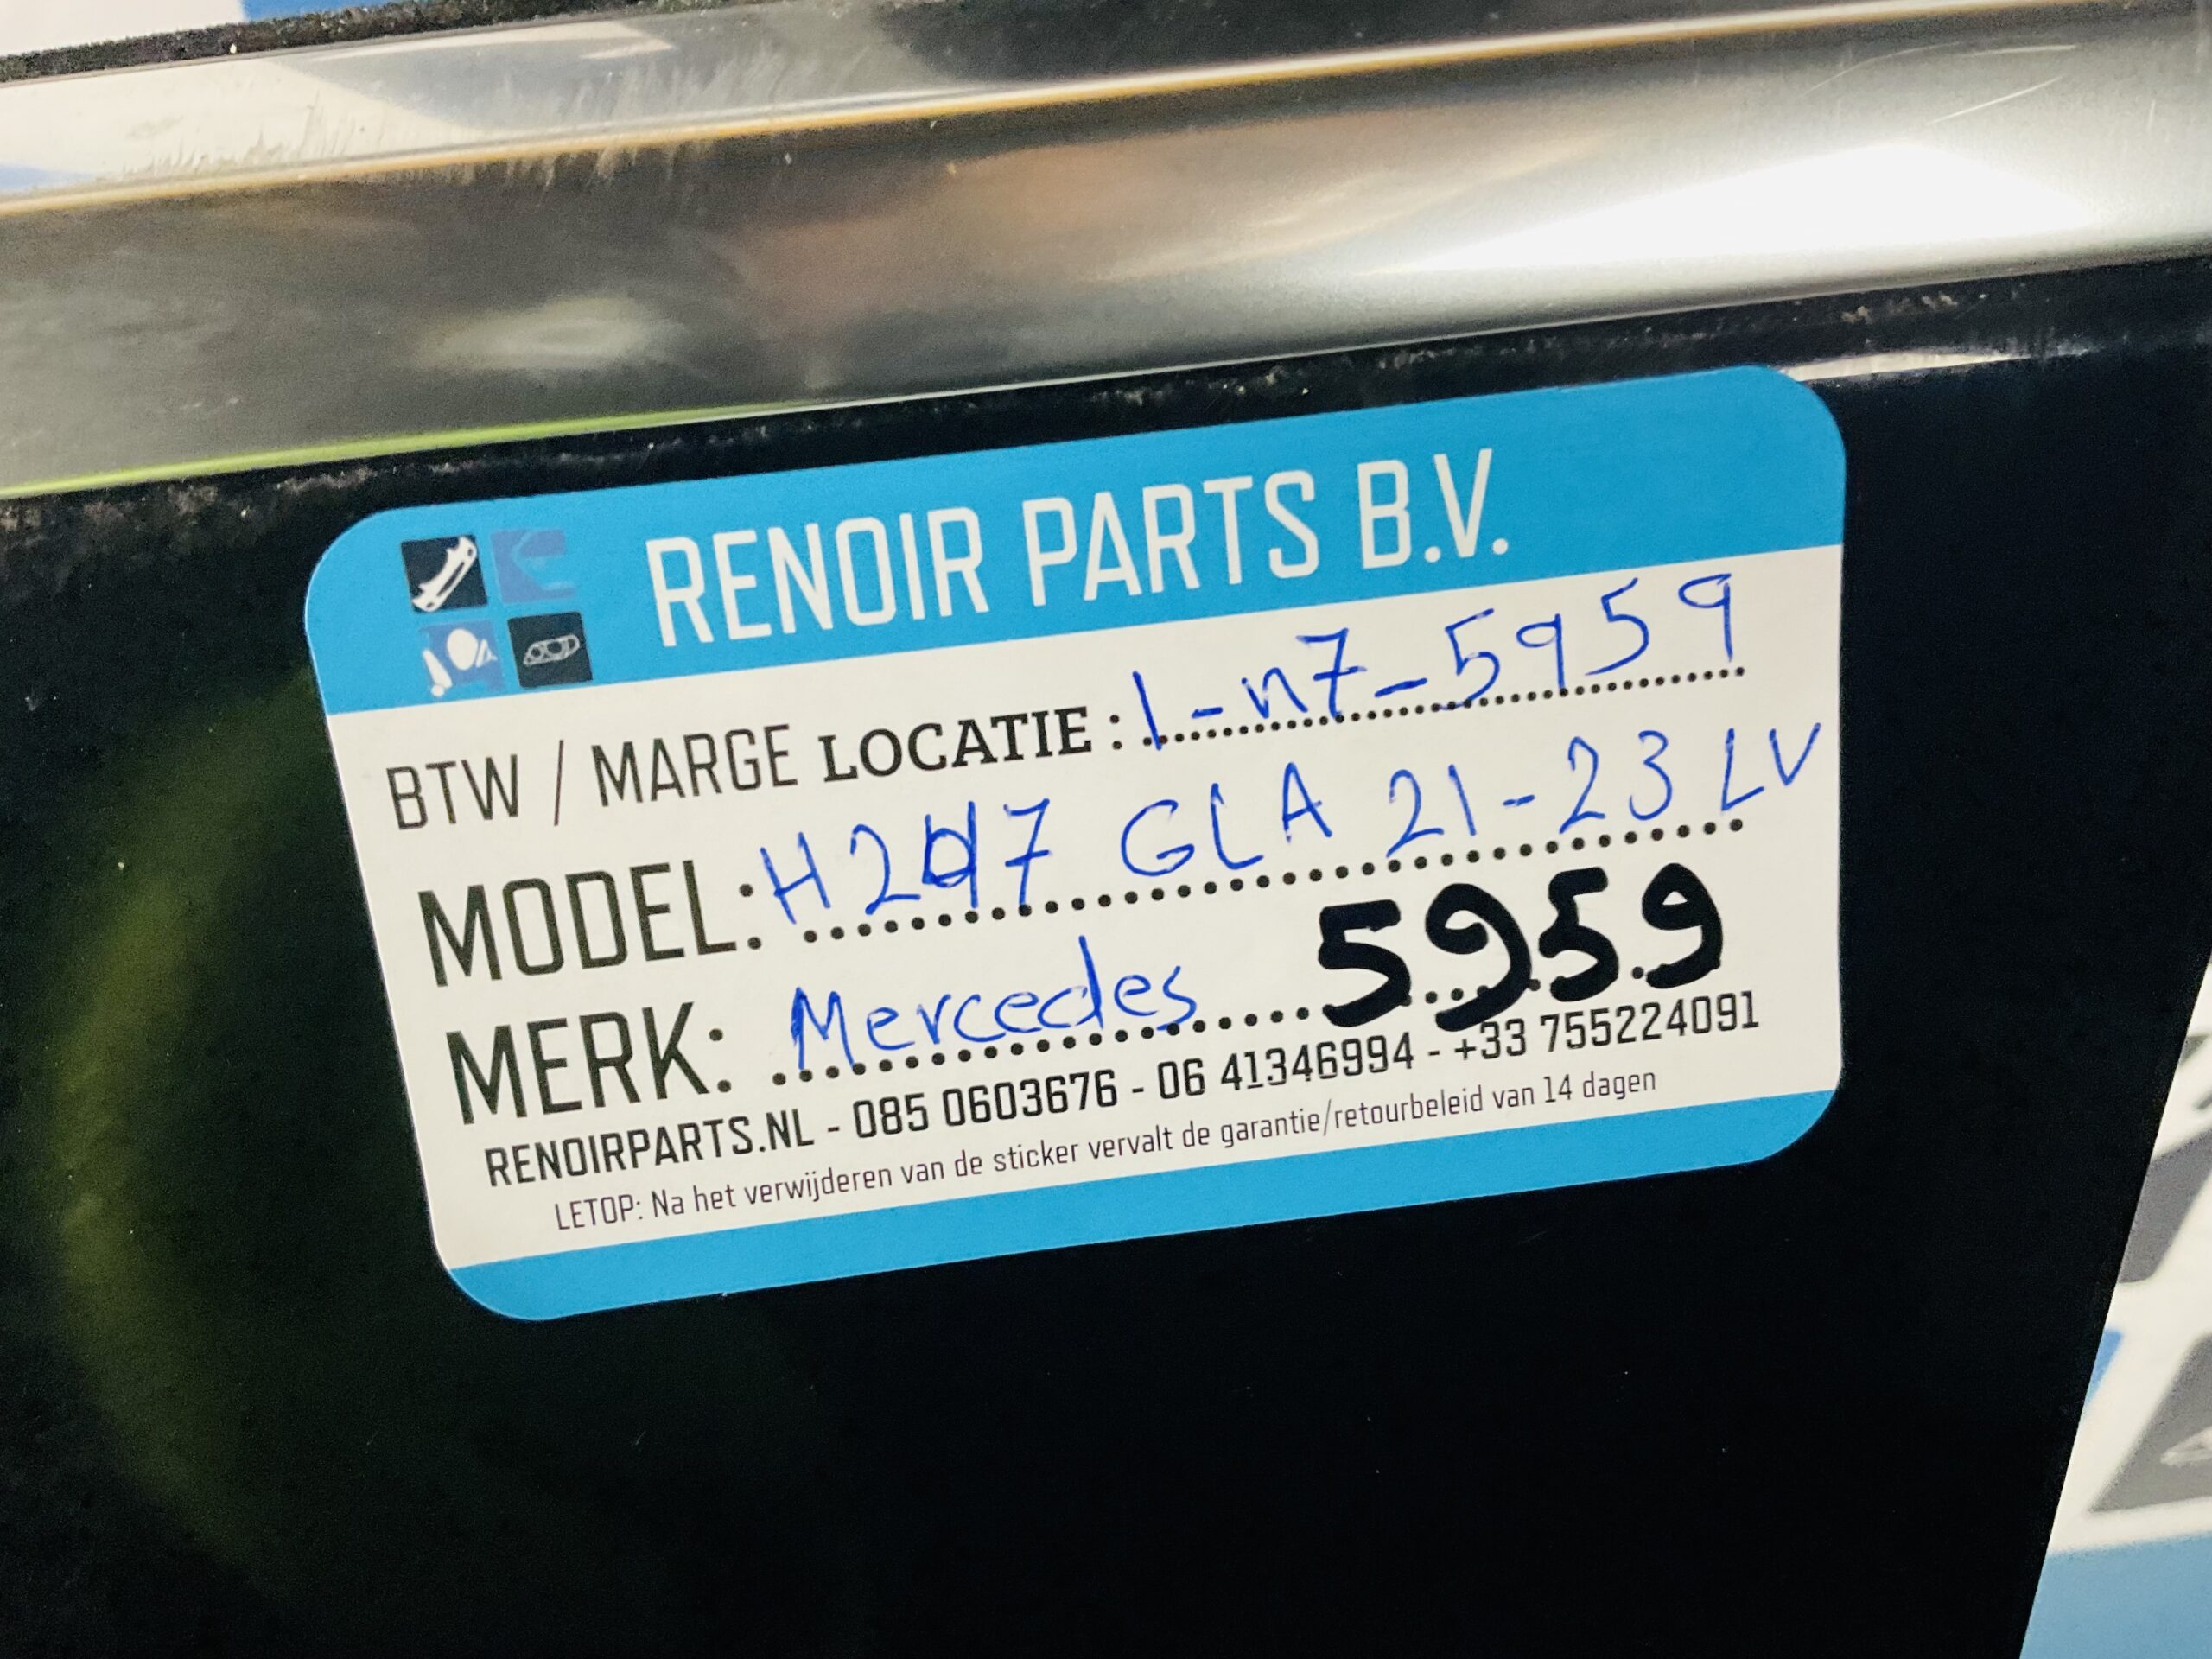 RENOIR PARTS B.V.
BTW / MARGE LOCATIE: 1-n7-5959
MODEL: H247 GLA 21-23 LV
MERK: Mercedes 5959
RENOIRPARTS.NL - 085 0603676 - 06 41346994 - +33 755224091
LETOP: Na het verwijderen van de sticker vervalt de garantie/retourbeleid van 14 dagen